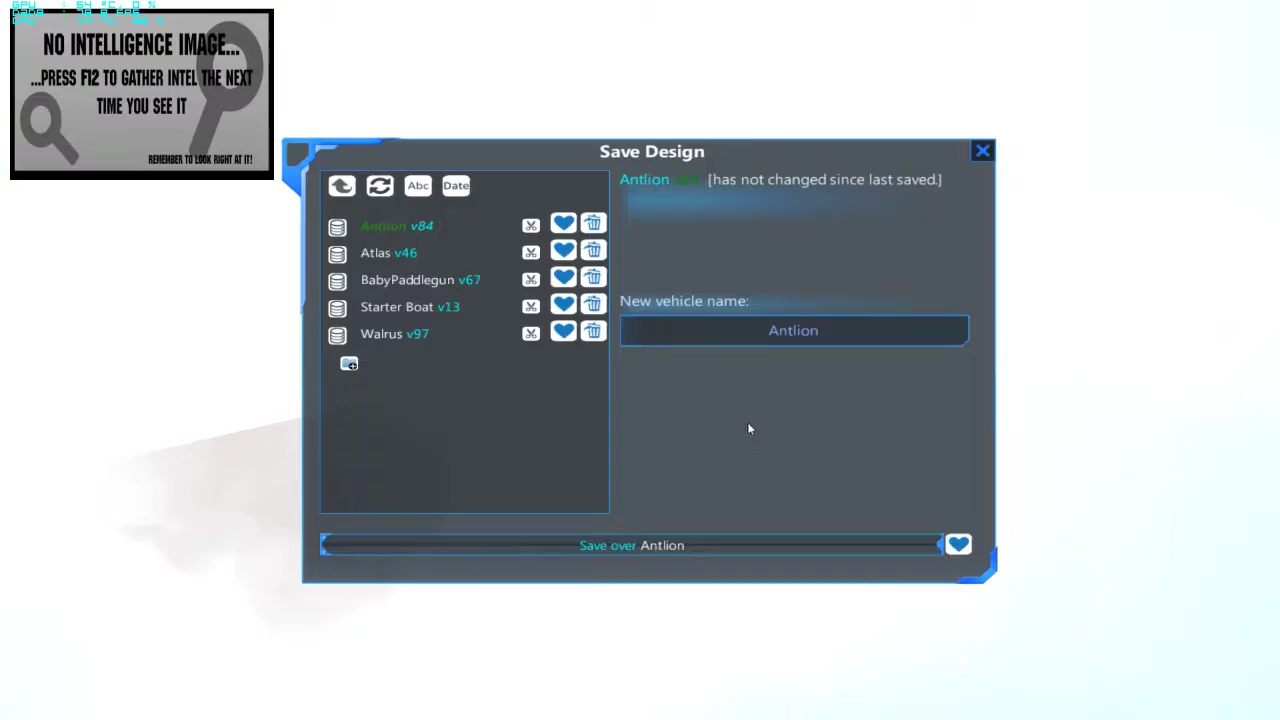 NO INTELLIGENCE IMAGE...
...PRESS F12 TO GATHER INTEL THE NEXT
TIME YOU SEE IT
REMEMBER TO LOOK RIGHT AT IT!
Save Design
Abc Date
Antlion v84
Atlas v46
BabyPaddlegun v67
Starter Boat v13
Walrus v97
Antlion [has not changed since last saved.]
New vehicle name:
Antlion
Save over Antlion